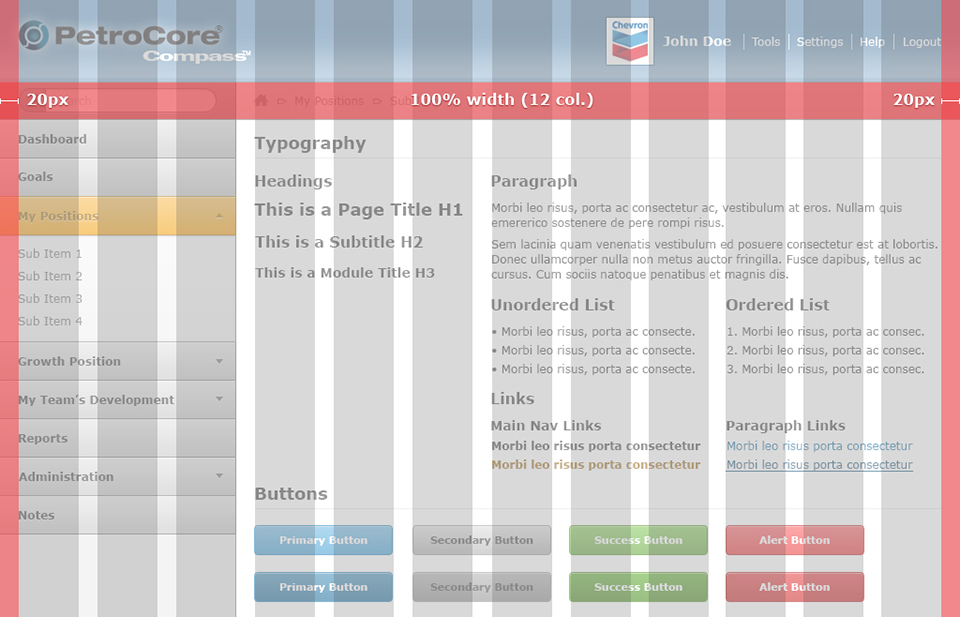 PetroCore®
Compass™
Chevron
John Doe
Tools
Settings
Help
Logout
20px
My Positions
100% width (12 col.)
20px
Dashboard
Goals
My Positions
Sub Item 1
Sub Item 2
Sub Item 3
Sub Item 4
Growth Position
My Team's Development
Reports
Administration
Notes
Typography
Headings
This is a Page Title H1
This is a Subtitle H2
This is a Module Title H3
Paragraph
Morbi leo risus, porta ac consectetur ac, vestibulum at eros. Nullam quis
emererico sostenere de pere rompi risus.
Sem lacinia quam venenatis vestibulum ed posuere consectetur est at lobortis.
Donec ullamcorper nulla non metus auctor fringilla. Fusce dapibus, tellus ac
cursus. Cum sociis natoque penatibus et magnis dis.
Unordered List
• Morbi leo risus, porta ac consecte.
• Morbi leo risus, porta ac consecte.
• Morbi leo risus, porta ac consecte.
Ordered List
1. Morbi leo risus, porta ac consec.
2. Morbi leo risus, porta ac consec.
3. Morbi leo risus, porta ac consec.
Links
Main Nav Links
Morbi leo risus porta consectetur
Morbi leo risus porta consectetur
Paragraph Links
Morbi leo risus porta consectetur
Morbi leo risus porta consectetur
Buttons
Primary Button
Secondary Button
Success Button
Alert Button
Primary Button
Secondary Button
Success Button
Alert Button